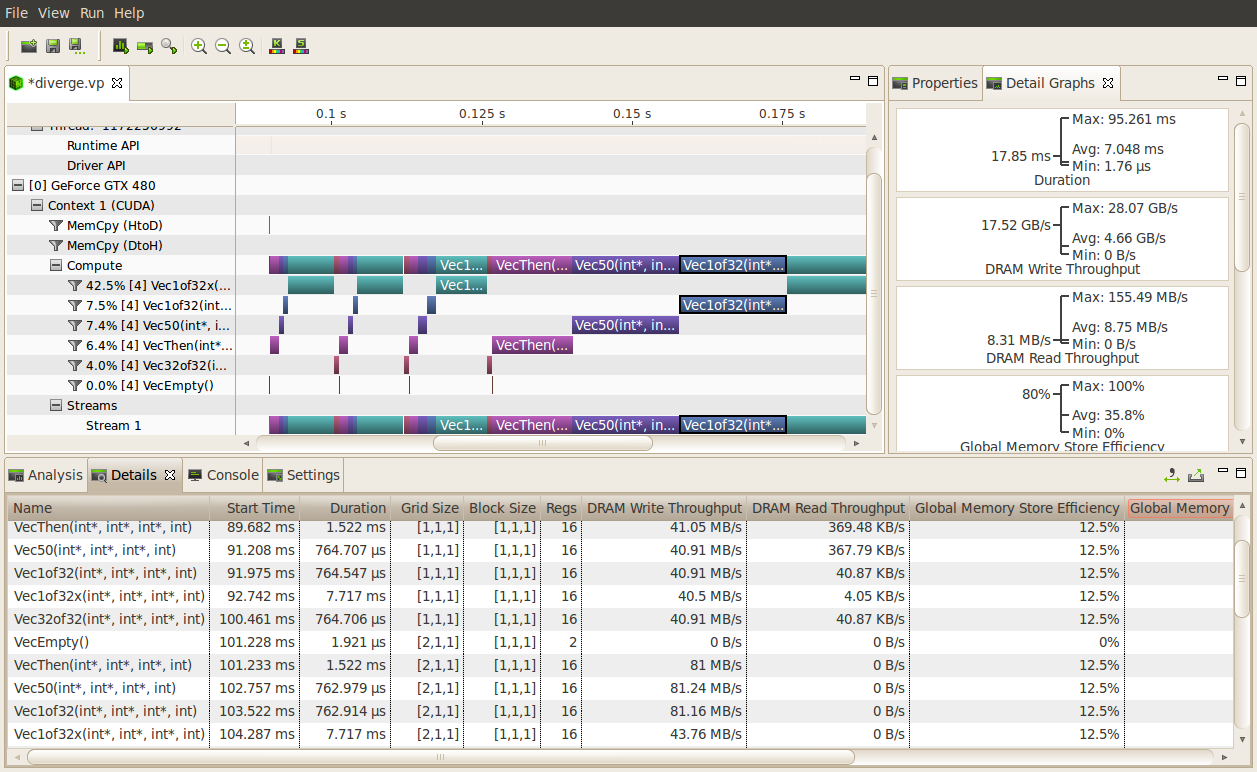 File View Run Help
*diverge.vp
0.1 s 0.125 s 0.15 s 0.175 s
Thread: -1172236992
Runtime API
Driver API
[0] GeForce GTX 480
Context 1 (CUDA)
MemCpy (HtoD)
MemCpy (DtoH)
Compute Vec1... VecThen(int*... Vec50(int*, in... Vec1of32(int*...
42.5% [4] Vec1of32x(... Vec1...
7.5% [4] Vec1of32(int... Vec1of32(int*...
7.4% [4] Vec50(int*, i... Vec50(int*, in...
6.4% [4] VecThen(int*... VecThen(...
4.0% [4] Vec32of32(i...
0.0% [4] VecEmpty()
Streams
Stream 1 Vec1... VecThen(int*... Vec50(int*, in... Vec1of32(int*...
Properties Detail Graphs
Max: 95.261 ms
17.85 ms
Avg: 7.048 ms
Min: 1.76 µs
Duration
Max: 28.07 GB/s
17.52 GB/s
Avg: 4.66 GB/s
Min: 0 B/s
DRAM Write Throughput
Max: 155.49 MB/s
Avg: 8.75 MB/s
8.31 MB/s
Min: 0 B/s
DRAM Read Throughput
Max: 100%
80%
Avg: 35.8%
Min: 0%
Global Memory Store Efficiency
Analysis Details Console Settings
Name Start Time Duration Grid Size Block Size Regs DRAM Write Throughput DRAM Read Throughput Global Memory Store Efficiency Global Memory
VecThen(int*, int*, int*, int) 89.682 ms 1.522 ms [1,1,1] [1,1,1] 16 41.05 MB/s 369.48 KB/s 12.5%
Vec50(int*, int*, int*, int) 91.208 ms 764.707 µs [1,1,1] [1,1,1] 16 40.91 MB/s 367.79 KB/s 12.5%
Vec1of32(int*, int*, int*, int) 91.975 ms 764.547 µs [1,1,1] [1,1,1] 16 40.91 MB/s 40.87 KB/s 12.5%
Vec1of32x(int*, int*, int*, int) 92.742 ms 7.717 ms [1,1,1] [1,1,1] 16 40.5 MB/s 4.05 KB/s 12.5%
Vec32of32(int*, int*, int*, int) 100.461 ms 764.706 µs [1,1,1] [1,1,1] 16 40.91 MB/s 40.87 KB/s 12.5%
VecEmpty() 101.228 ms 1.921 µs [2,1,1] [1,1,1] 2 0 B/s 0 B/s 0%
VecThen(int*, int*, int*, int) 101.233 ms 1.522 ms [2,1,1] [1,1,1] 16 81 MB/s 0 B/s 12.5%
Vec50(int*, int*, int*, int) 102.757 ms 762.979 µs [2,1,1] [1,1,1] 16 81.24 MB/s 0 B/s 12.5%
Vec1of32(int*, int*, int*, int) 103.522 ms 762.914 µs [2,1,1] [1,1,1] 16 81.16 MB/s 0 B/s 12.5%
Vec1of32x(int*, int*, int*, int) 104.287 ms 7.717 ms [2,1,1] [1,1,1] 16 43.76 MB/s 0 B/s 12.5%